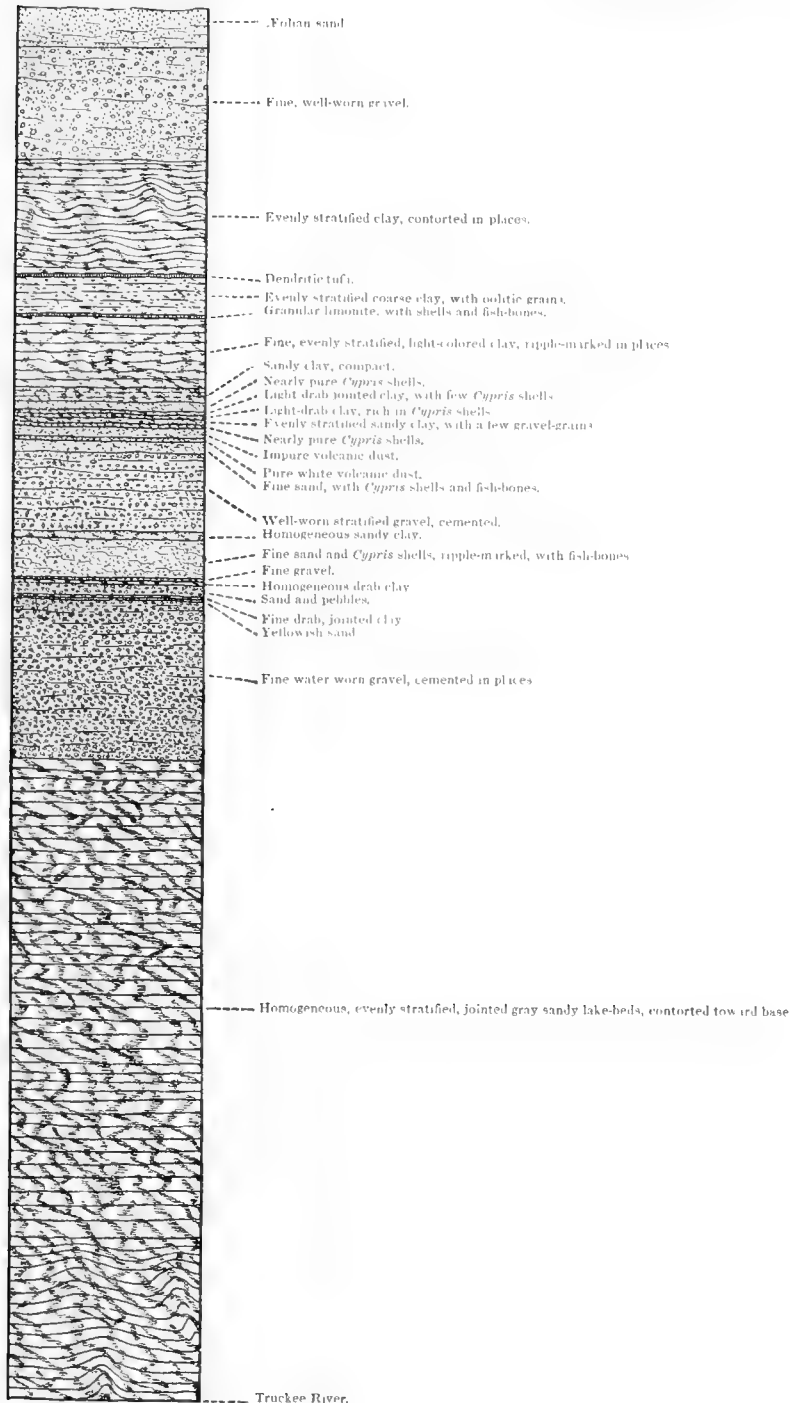 Æolian sand
Fine, well-worn gravel.
Evenly stratified clay, contorted in places.
Dendritic tufa.
Evenly stratified coarse clay, with oolitic grains.
Granular limonite, with shells and fish-bones.
Fine, evenly stratified, light-colored clay, ripple-marked in places
Sandy clay, compact.
Nearly pure Cypris shells.
Light drab jointed clay, with few Cypris shells
Light-drab clay, rich in Cypris shells
Evenly stratified sandy clay, with a few gravel-grains
Nearly pure Cypris shells.
Impure volcanic dust.
Pure white volcanic dust.
Fine sand, with Cypris shells and fish-bones.
Well-worn stratified gravel, cemented.
Homogeneous sandy clay.
Fine sand and Cypris shells, ripple-marked, with fish-bones
Fine gravel.
Homogeneous drab clay
Sand and pebbles.
Fine drab, jointed clay
Yellowish sand
Fine water worn gravel, cemented in places
Homogeneous, evenly stratified, jointed gray sandy lake-beds, contorted toward base
Truckee River.